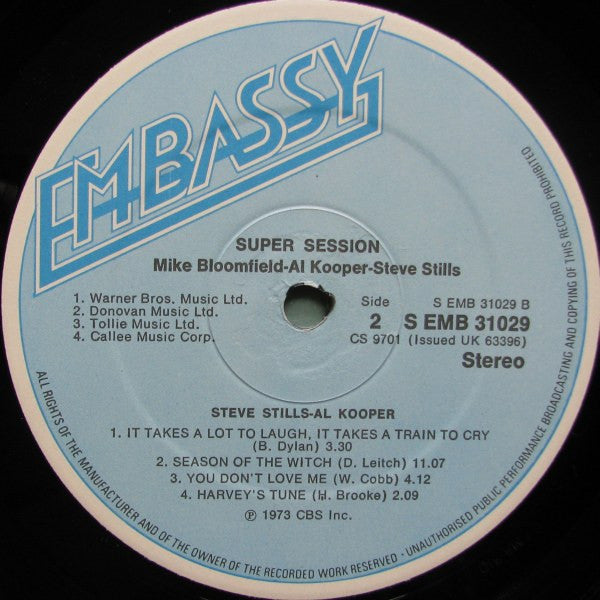 EMBASSY
SUPER SESSION
Mike Bloomfield-Al Kooper-Steve Stills
1. Warner Bros. Music Ltd.
2. Donovan Music Ltd.
3. Tollie Music Ltd.
4. Callee Music Corp.
Side
2
S EMB 31029 B
S EMB 31029
CS 9701 (Issued UK 63396)
Stereo
STEVE STILLS-AL KOOPER
1. IT TAKES A LOT TO LAUGH, IT TAKES A TRAIN TO CRY
(B. Dylan) 3.30
2. SEASON OF THE WITCH (D. Leitch) 11.07
3. YOU DON'T LOVE ME (W. Cobb) 4.12
4. HARVEY'S TUNE (H. Brooke) 2.09
℗ 1973 CBS Inc.
ALL RIGHTS OF THE MANUFACTURER AND OF THE OWNER OF THE RECORDED WORK RESERVED - UNAUTHORISED PUBLIC PERFORMANCE BROADCASTING AND COPYING OF THIS RECORD PROHIBITED